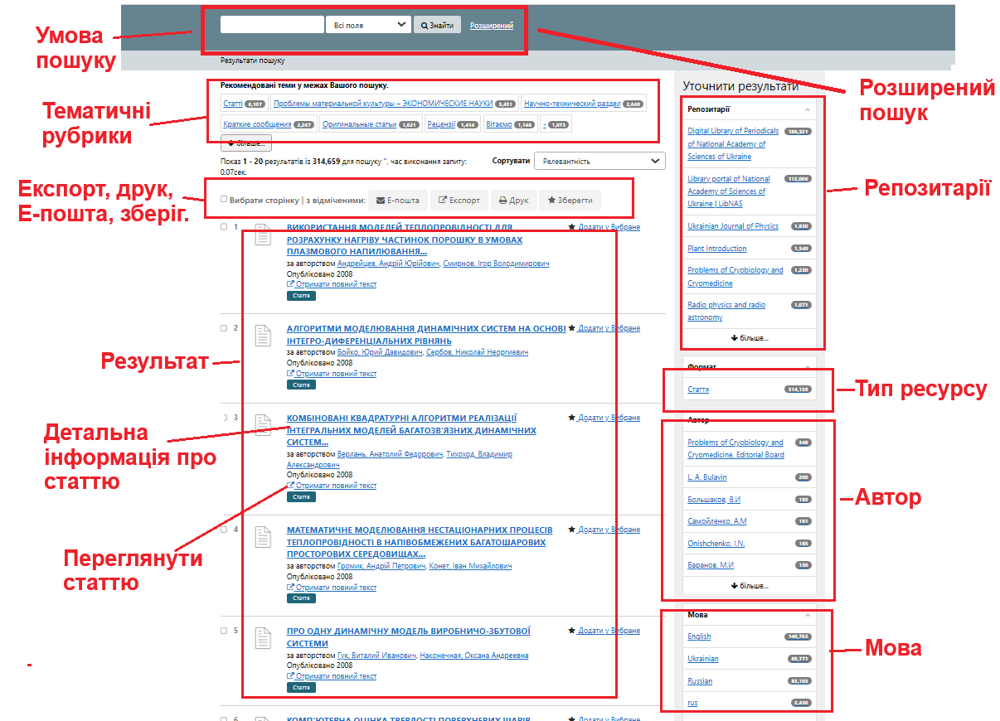 Всі поля
Знайти
Розширений
Умова
пошуку
Результати пошуку
Розширений
пошук
Рекомендовані теми у межах Вашого пошуку.
Статті 6,107
Проблемы материальной культуры – ЭКОНОМИЧЕСКИЕ НАУКИ 3,451
Научно-технический раздел 2,648
Краткие сообщения 2,267
Оригинальные статьи 1,621
Рецензії 1,414
Вітаємо 1,148
- 1,073
більше...
Тематичні
рубрики
Показ 1 - 20 результатів із 314,659 для пошуку '', час виконання запиту:
0.07сек.
Сортувати
Релевантність
Експорт, друк,
Е-пошта, зберіг.
Вибрати сторінку | з відміченими:
Е-пошта
Експорт
Друк
Зберегти
1
ВИКОРИСТАННЯ МОДЕЛЕЙ ТЕПЛОПРОВІДНОСТІ ДЛЯ
РОЗРАХУНКУ НАГРІВУ ЧАСТИНОК ПОРОШКУ В УМОВАХ
ПЛАЗМОВОГО НАПИЛЮВАННЯ...
за авторством Андрейцев, Андрій Юрійович, Смирнов, Ігор Володимирович
Опубліковано 2008
Отримати повний текст
Стаття
Додати у Вибране
2
АЛГОРИТМИ МОДЕЛЮВАННЯ ДИНАМІЧНИХ СИСТЕМ НА ОСНОВІ
ІНТЕГРО-ДИФЕРЕНЦІАЛЬНИХ РІВНЯНЬ
за авторством Бойко, Юрий Давидович, Сербов, Николай Неоргиевич
Опубліковано 2008
Отримати повний текст
Стаття
Додати у Вибране
Результат
3
КОМБІНОВАНІ КВАДРАТУРНІ АЛГОРИТМИ РЕАЛІЗАЦІЇ
ІНТЕГРАЛЬНИХ МОДЕЛЕЙ БАГАТОЗВ'ЯЗНИХ ДИНАМІЧНИХ
СИСТЕМ...
за авторством Верлань, Анатолий Федорович, Тихоход, Владимир
Александрович
Опубліковано 2008
Отримати повний текст
Стаття
Додати у Вибране
Детальна
інформація про
статтю
4
МАТЕМАТИЧНЕ МОДЕЛЮВАННЯ НЕСТАЦІОНАРНИХ ПРОЦЕСІВ
ТЕПЛОПРОВІДНОСТІ В НАПІВОБМЕЖЕНИХ БАГАТОШАРОВИХ
ПРОСТОРОВИХ СЕРЕДОВИЩАХ...
за авторством Громик, Андрій Петрович, Конет, Іван Михайлович
Опубліковано 2008
Отримати повний текст
Стаття
Додати у Вибране
Переглянути
статтю
5
ПРО ОДНУ ДИНАМІЧНУ МОДЕЛЬ ВИРОБНИЧО-ЗБУТОВОЇ
СИСТЕМИ
за авторством Гук, Виталий Иванович, Наконечная, Оксана Андреевна
Опубліковано 2008
Отримати повний текст
Стаття
Додати у Вибране
6
КОМП'ЮТЕРНА ОЦІНКА ТВЕРДОСТІ ПОВЕРХНЕВИХ ШАРІВ
Додати у Вибране
Уточнити результати
Репозитарії
Digital Library of Periodicals 186,321
of National Academy of
Sciences of Ukraine
Library portal of National 112,006
Academy of Sciences of
Ukraine | LibNAS
Ukrainian Journal of Physics 1,830
Plant Introduction 1,549
Problems of Cryobiology and 1,230
Cryomedicine
Radio physics and radio 1,071
astronomy
більше...
Репозитарії
Формат
Стаття 314,138
Тип ресурсу
Автор
Problems of Cryobiology and 348
Cryomedicine, Editorial Board
L. A. Bulavin 200
Большаков, В.И 193
Самойленко, А.М 181
Onishchenko, I.N. 165
Баранов, М.И 150
більше...
Автор
Мова
English 140,763
Ukrainian 89,771
Russian 83,103
rus 2,436
Мова